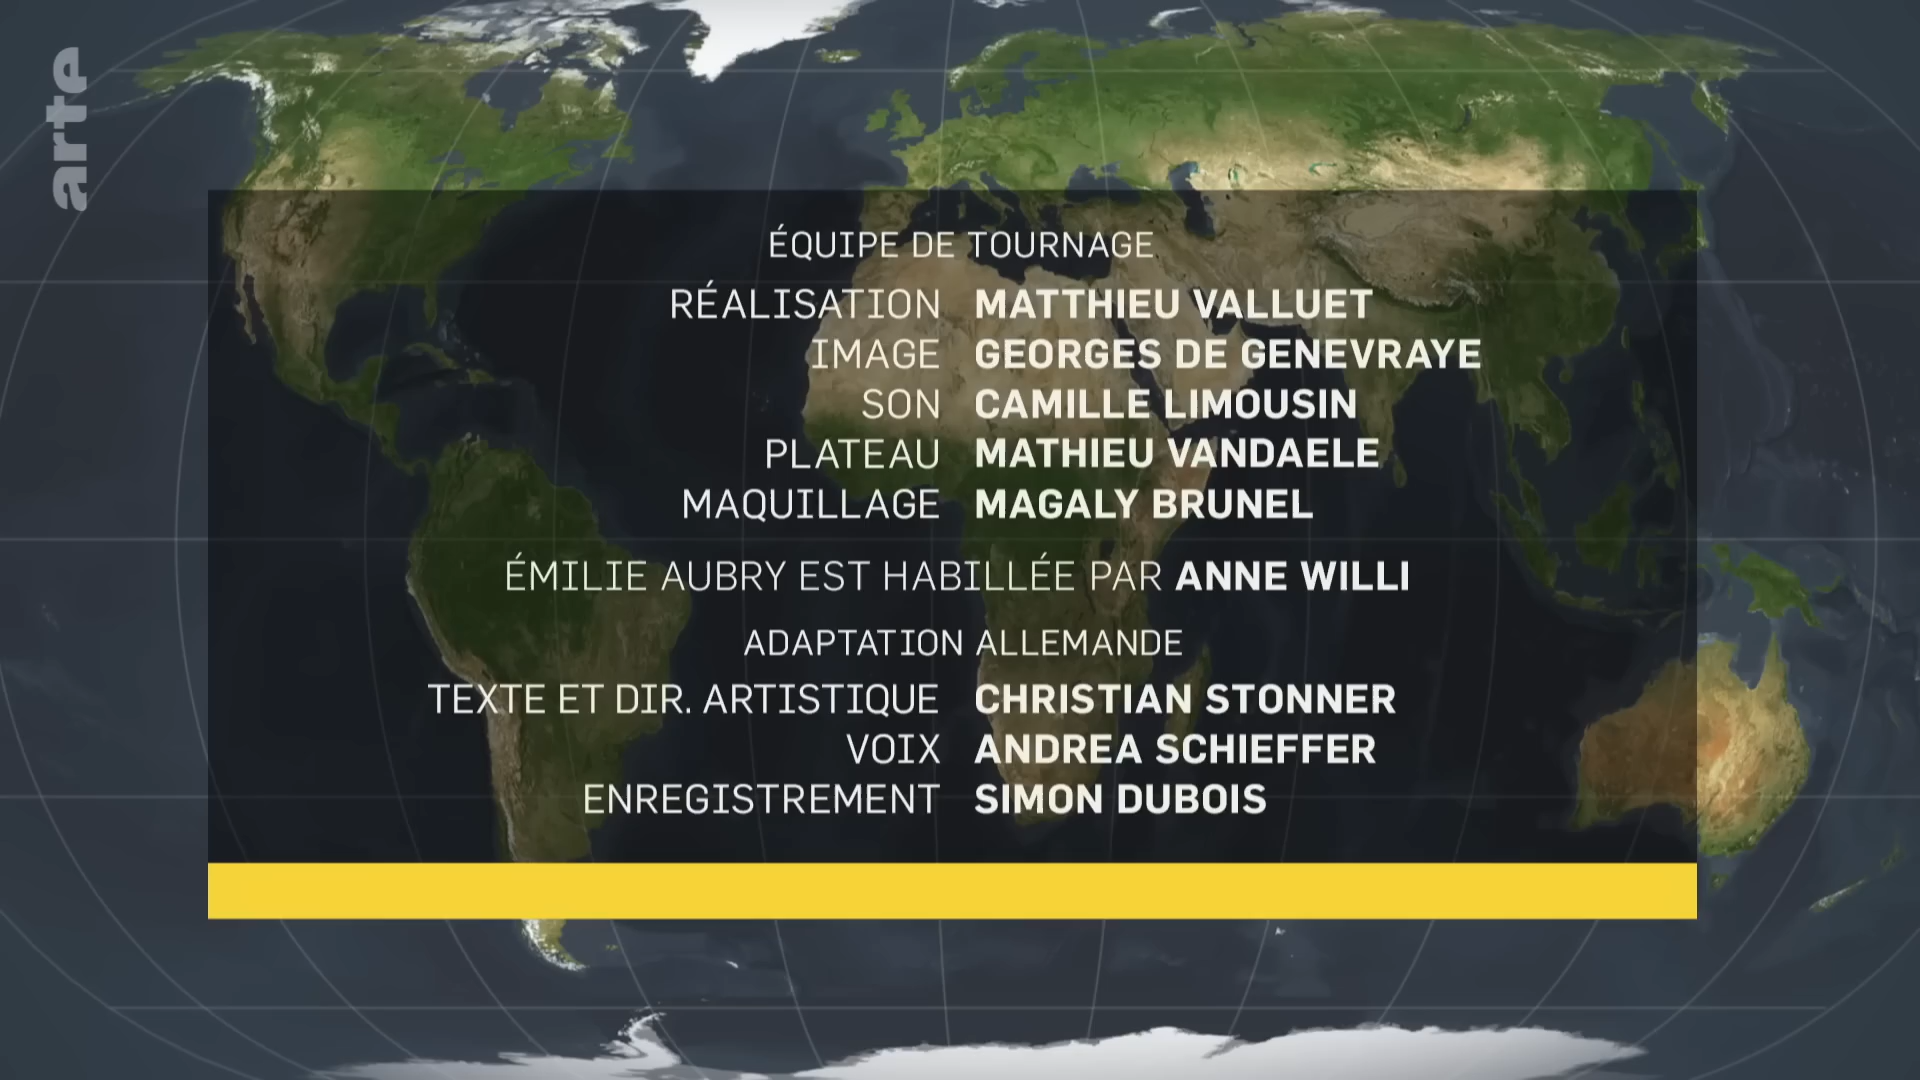 arte
ÉQUIPE DE TOURNAGE
RÉALISATION MATTHIEU VALLUET
IMAGE GEORGES DE GENEVRAYE
SON CAMILLE LIMOUSIN
PLATEAU MATHIEU VANDAELE
MAQUILLAGE MAGALY BRUNEL
ÉMILIE AUBRY EST HABILLÉE PAR ANNE WILLI
ADAPTATION ALLEMANDE
TEXTE ET DIR. ARTISTIQUE CHRISTIAN STONNER
VOIX ANDREA SCHIEFFER
ENREGISTREMENT SIMON DUBOIS